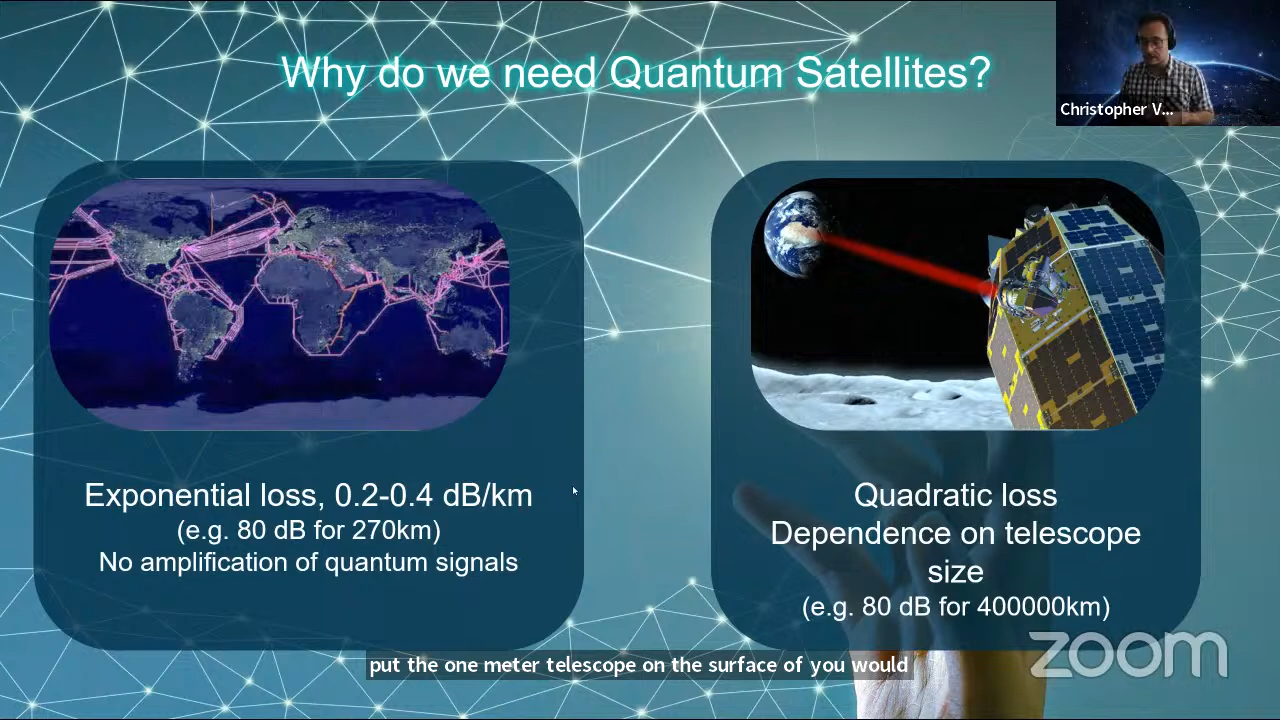 Why do we need Quantum Satellites?
Christopher V...
Exponential loss, 0.2-0.4 dB/km
(e.g. 80 dB for 270km)
No amplification of quantum signals
Quadratic loss
Dependence on telescope
size
(e.g. 80 dB for 400000km)
zoom
put the one meter telescope on the surface of you would